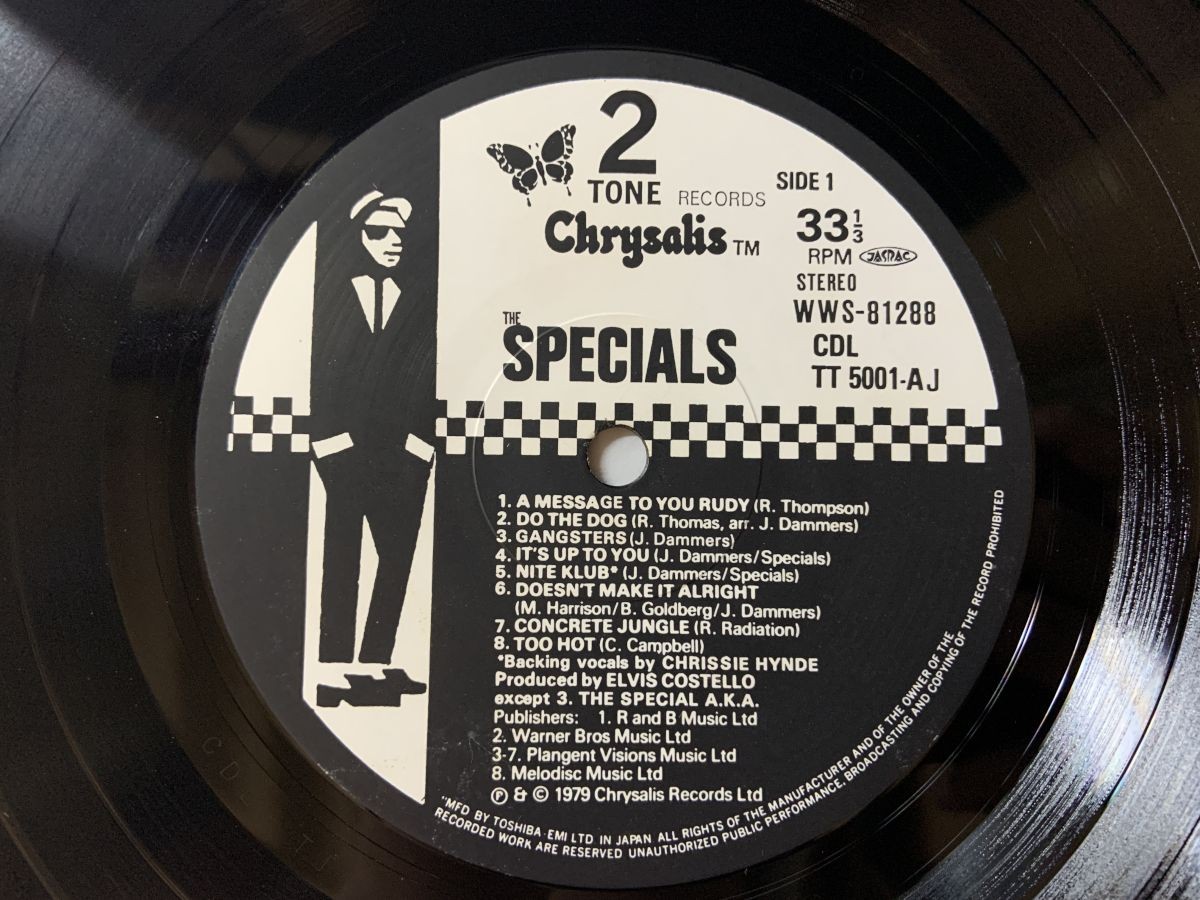 2
TONE RECORDS
Chrysalis TM
SIDE 1
33 1/3
RPM JASRAC
STEREO
WWS-81288
CDL
TT 5001-AJ
THE
SPECIALS
1. A MESSAGE TO YOU RUDY (R. Thompson)
2. DO THE DOG (R. Thomas, arr. J. Dammers)
3. GANGSTERS (J. Dammers)
4. IT'S UP TO YOU (J. Dammers/Specials)
5. NITE KLUB* (J. Dammers/Specials)
6. DOESN'T MAKE IT ALRIGHT
(M. Harrison/B. Goldberg/J. Dammers)
7. CONCRETE JUNGLE (R. Radiation)
8. TOO HOT (C. Campbell)
*Backing vocals by CHRISSIE HYNDE
Produced by ELVIS COSTELLO
except 3. THE SPECIAL A.K.A.
Publishers: 1. R and B Music Ltd
2. Warner Bros Music Ltd
3-7. Plangent Visions Music Ltd
8. Melodisc Music Ltd
℗ & © 1979 Chrysalis Records Ltd
"MFD BY TOSHIBA·EMI LTD IN JAPAN ALL RIGHTS OF THE MANUFACTURER AND OF THE OWNER OF THE
RECORDED WORK ARE RESERVED UNAUTHORIZED PUBLIC PERFORMANCE, BROADCASTING AND COPYING OF THE RECORD PROHIBITED